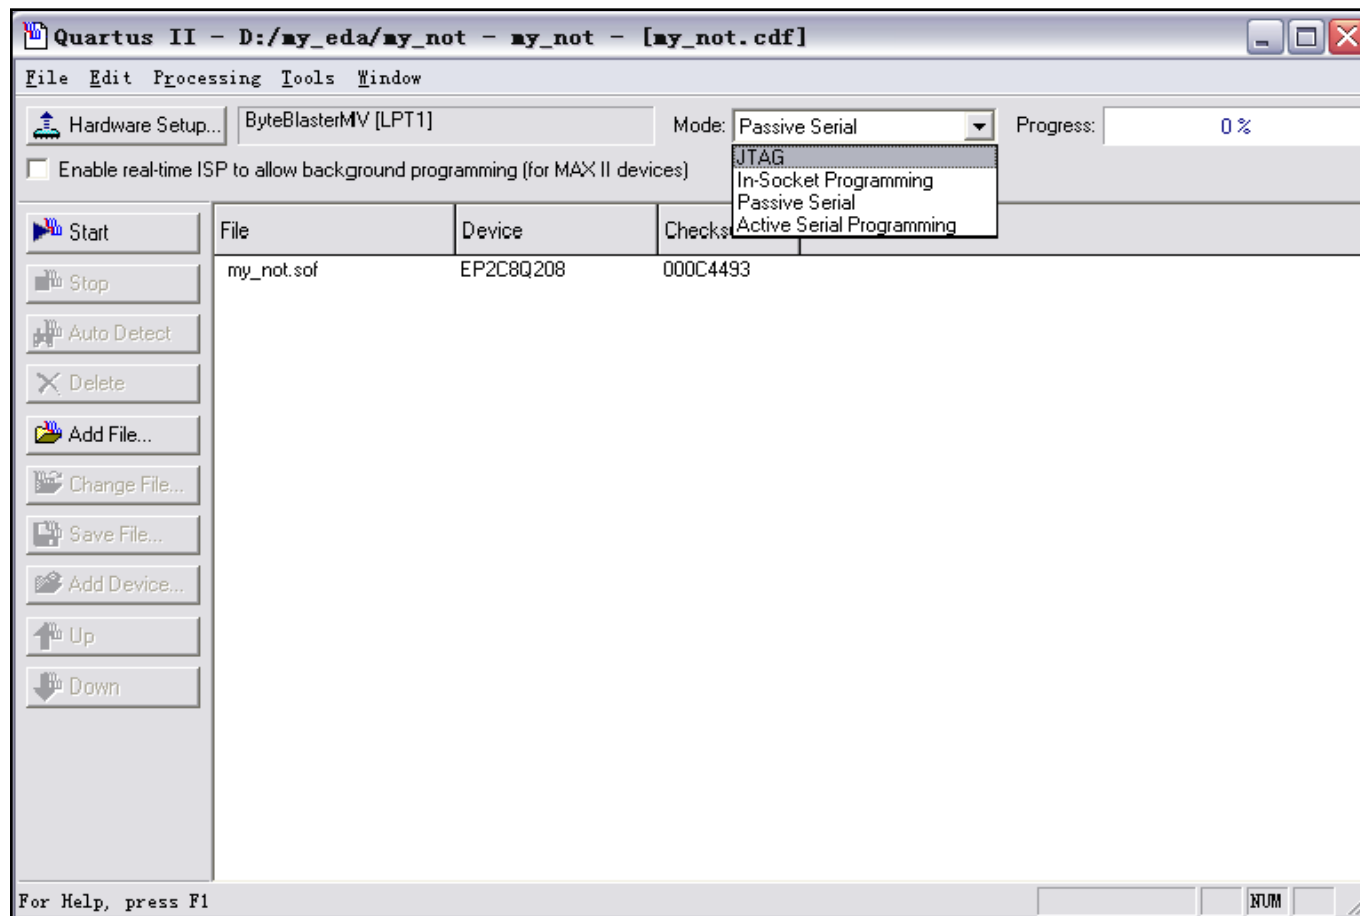 Quartus II - D:/my_eda/my_not - my_not - [my_not.cdf]
File Edit Processing Tools Window
Hardware Setup... ByteBlasterMV [LPT1] Mode: Passive Serial Progress: 0 %
Enable real-time ISP to allow background programming (for MAX II devices)
JTAG
In-Socket Programming
Passive Serial
Active Serial Programming
File Device Checks
my_not.sof EP2C8Q208 000C4493
Start
Stop
Auto Detect
Delete
Add File...
Change File...
Save File...
Add Device...
Up
Down
For Help, press F1 NUM